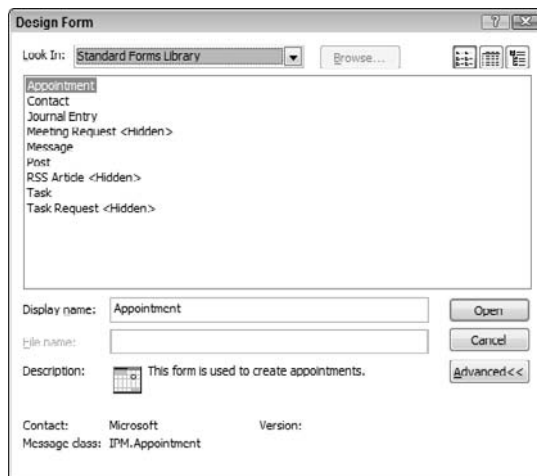 Design Form
Look In: Standard Forms Library Browse...
Appointment
Contact
Journal Entry
Meeting Request <Hidden>
Message
Post
RSS Article <Hidden>
Task
Task Request <Hidden>
Display name: Appointment Open
File name: Cancel
Description: This form is used to create appointments. Advanced<<
Contact: Microsoft Version:
Message class: IPM.Appointment